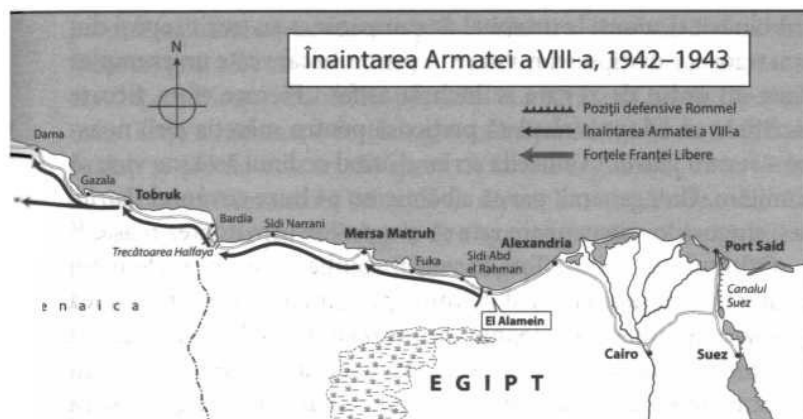 Înaintarea Armatei a VIII-a, 1942–1943
N
Poziții defensive Rommel
Înaintarea Armatei a VIII-a
Forțele Franței Libere
Darna
Gazala
Tobruk
Bardia
Sidi Narrani
Trecătoarea Halfaya
Mersa Matruh
Fuka
Sidi Abd
el Rahman
Alexandria
Port Said
Canalul
Suez
El Alamein
Cairo
Suez
enaica
EGIPT